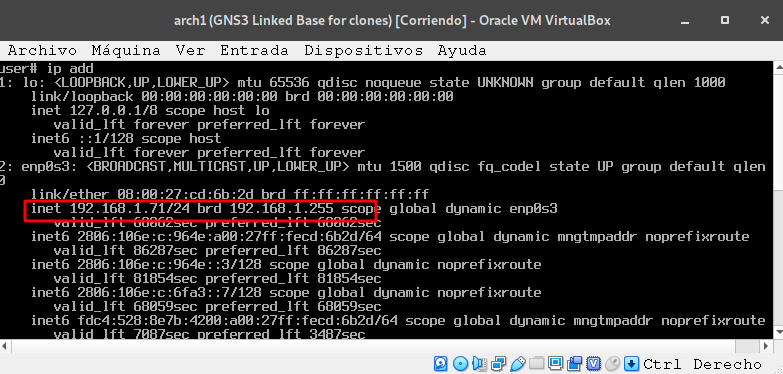 arch1 (GNS3 Linked Base for clones) [Corriendo] - Oracle VM VirtualBox
Archivo Máquina Ver Entrada Dispositivos Ayuda
user# ip add
1: lo: <LOOPBACK,UP,LOWER_UP> mtu 65536 qdisc noqueue state UNKNOWN group default qlen 1000
link/loopback 00:00:00:00:00:00 brd 00:00:00:00:00:00
inet 127.0.0.1/8 scope host lo
valid_lft forever preferred_lft forever
inet6 ::1/128 scope host
valid_lft forever preferred_lft forever
2: enp0s3: <BROADCAST,MULTICAST,UP,LOWER_UP> mtu 1500 qdisc fq_codel state UP group default qlen
0
link/ether 08:00:27:cd:6b:2d brd ff:ff:ff:ff:ff:ff
inet 192.168.1.71/24 brd 192.168.1.255 scope global dynamic enp0s3
valid_lft 68862sec preferred_lft 68862sec
inet6 2806:106e:c:964e:a00:27ff:fecd:6b2d/64 scope global dynamic mngtmpaddr noprefixroute
valid_lft 86287sec preferred_lft 86287sec
inet6 2806:106e:c:964e::3/128 scope global dynamic noprefixroute
valid_lft 81854sec preferred_lft 81854sec
inet6 2806:106e:c:6fa3::7/128 scope global dynamic noprefixroute
valid_lft 68059sec preferred_lft 68059sec
inet6 fdc4:528:8e7b:4200:a00:27ff:fecd:6b2d/64 scope global dynamic mngtmpaddr noprefixroute
valid_lft 7087sec preferred_lft 3487sec
Ctrl Derecho